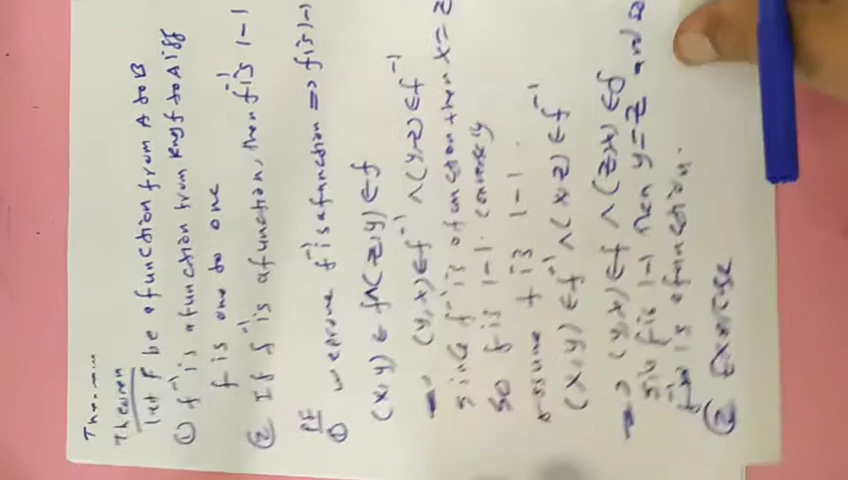 Theorem
let f be a function from A to B
① f⁻¹ is a function from Rng f to A iff
f is one to one
② If f⁻¹ is a function, then f⁻¹ is 1-1
pf
① we prove f⁻¹ is a function => f is 1-
(x,y) ∈ f ∧ (z,y) ∈ f
=> (y,x) ∈ f⁻¹ ∧ (y,z) ∈ f⁻¹
since f⁻¹ is a function then x = z
so f is 1-1. conversely
assume f is 1-1.
(x,y) ∈ f⁻¹ ∧ (x,z) ∈ f⁻¹
=> (y,x) ∈ f ∧ (z,x) ∈ f
sin f is 1-1 then y = z and so
f⁻¹ is a function.
② Exercise